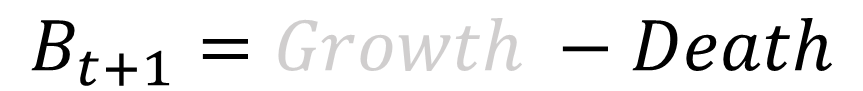 B_{t+1} = Growth − Death